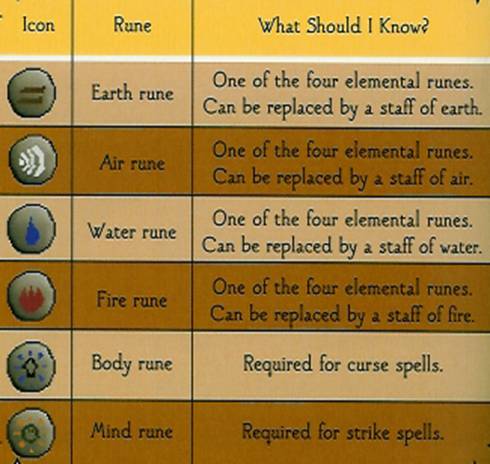 Icon Rune What Should I Know?
Earth rune One of the four elemental runes.
Can be replaced by a staff of earth.
Air rune One of the four elemental runes.
Can be replaced by a staff of air.
Water rune One of the four elemental runes.
Can be replaced by a staff of water.
Fire rune One of the four elemental runes.
Can be replaced by a staff of fire.
Body rune Required for curse spells.
Mind rune Required for strike spells.